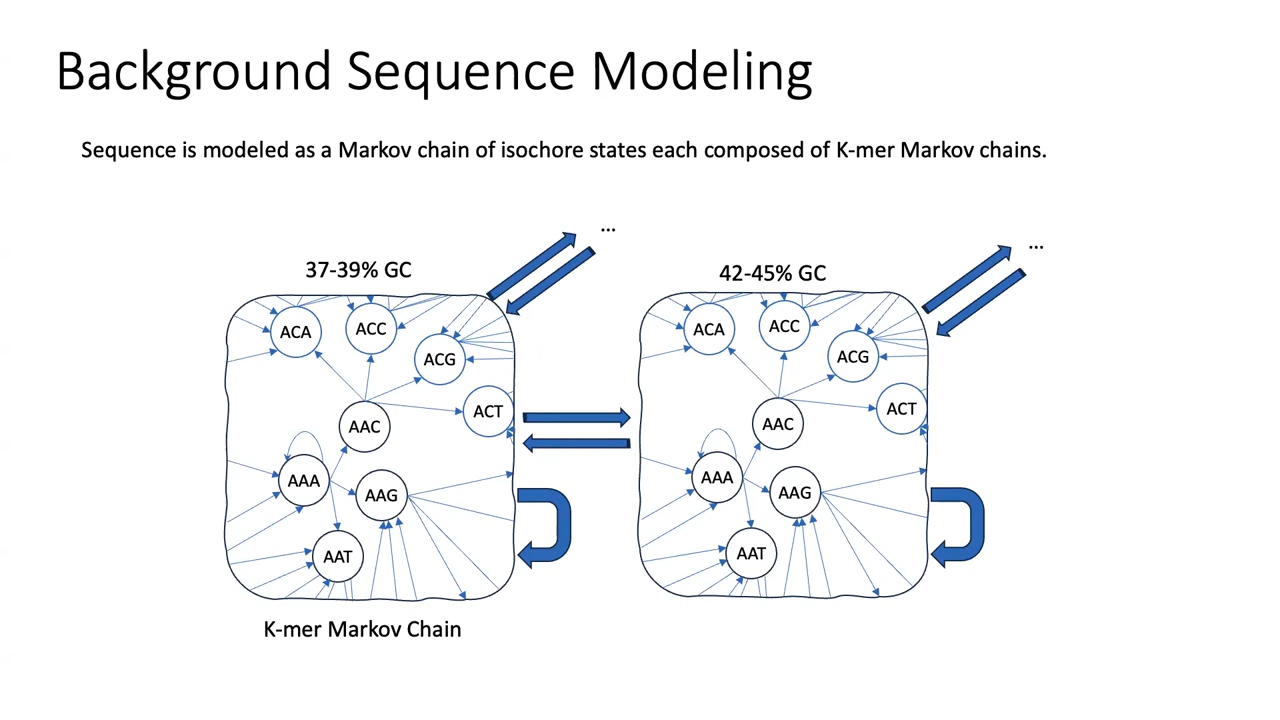 Background Sequence Modeling
Sequence is modeled as a Markov chain of isochore states each composed of K-mer Markov chains.
...
37-39% GC
ACA
ACC
ACG
ACT
AAC
AAA
AAG
AAT
K-mer Markov Chain
...
42-45% GC
ACA
ACC
ACG
ACT
AAC
AAA
AAG
AAT